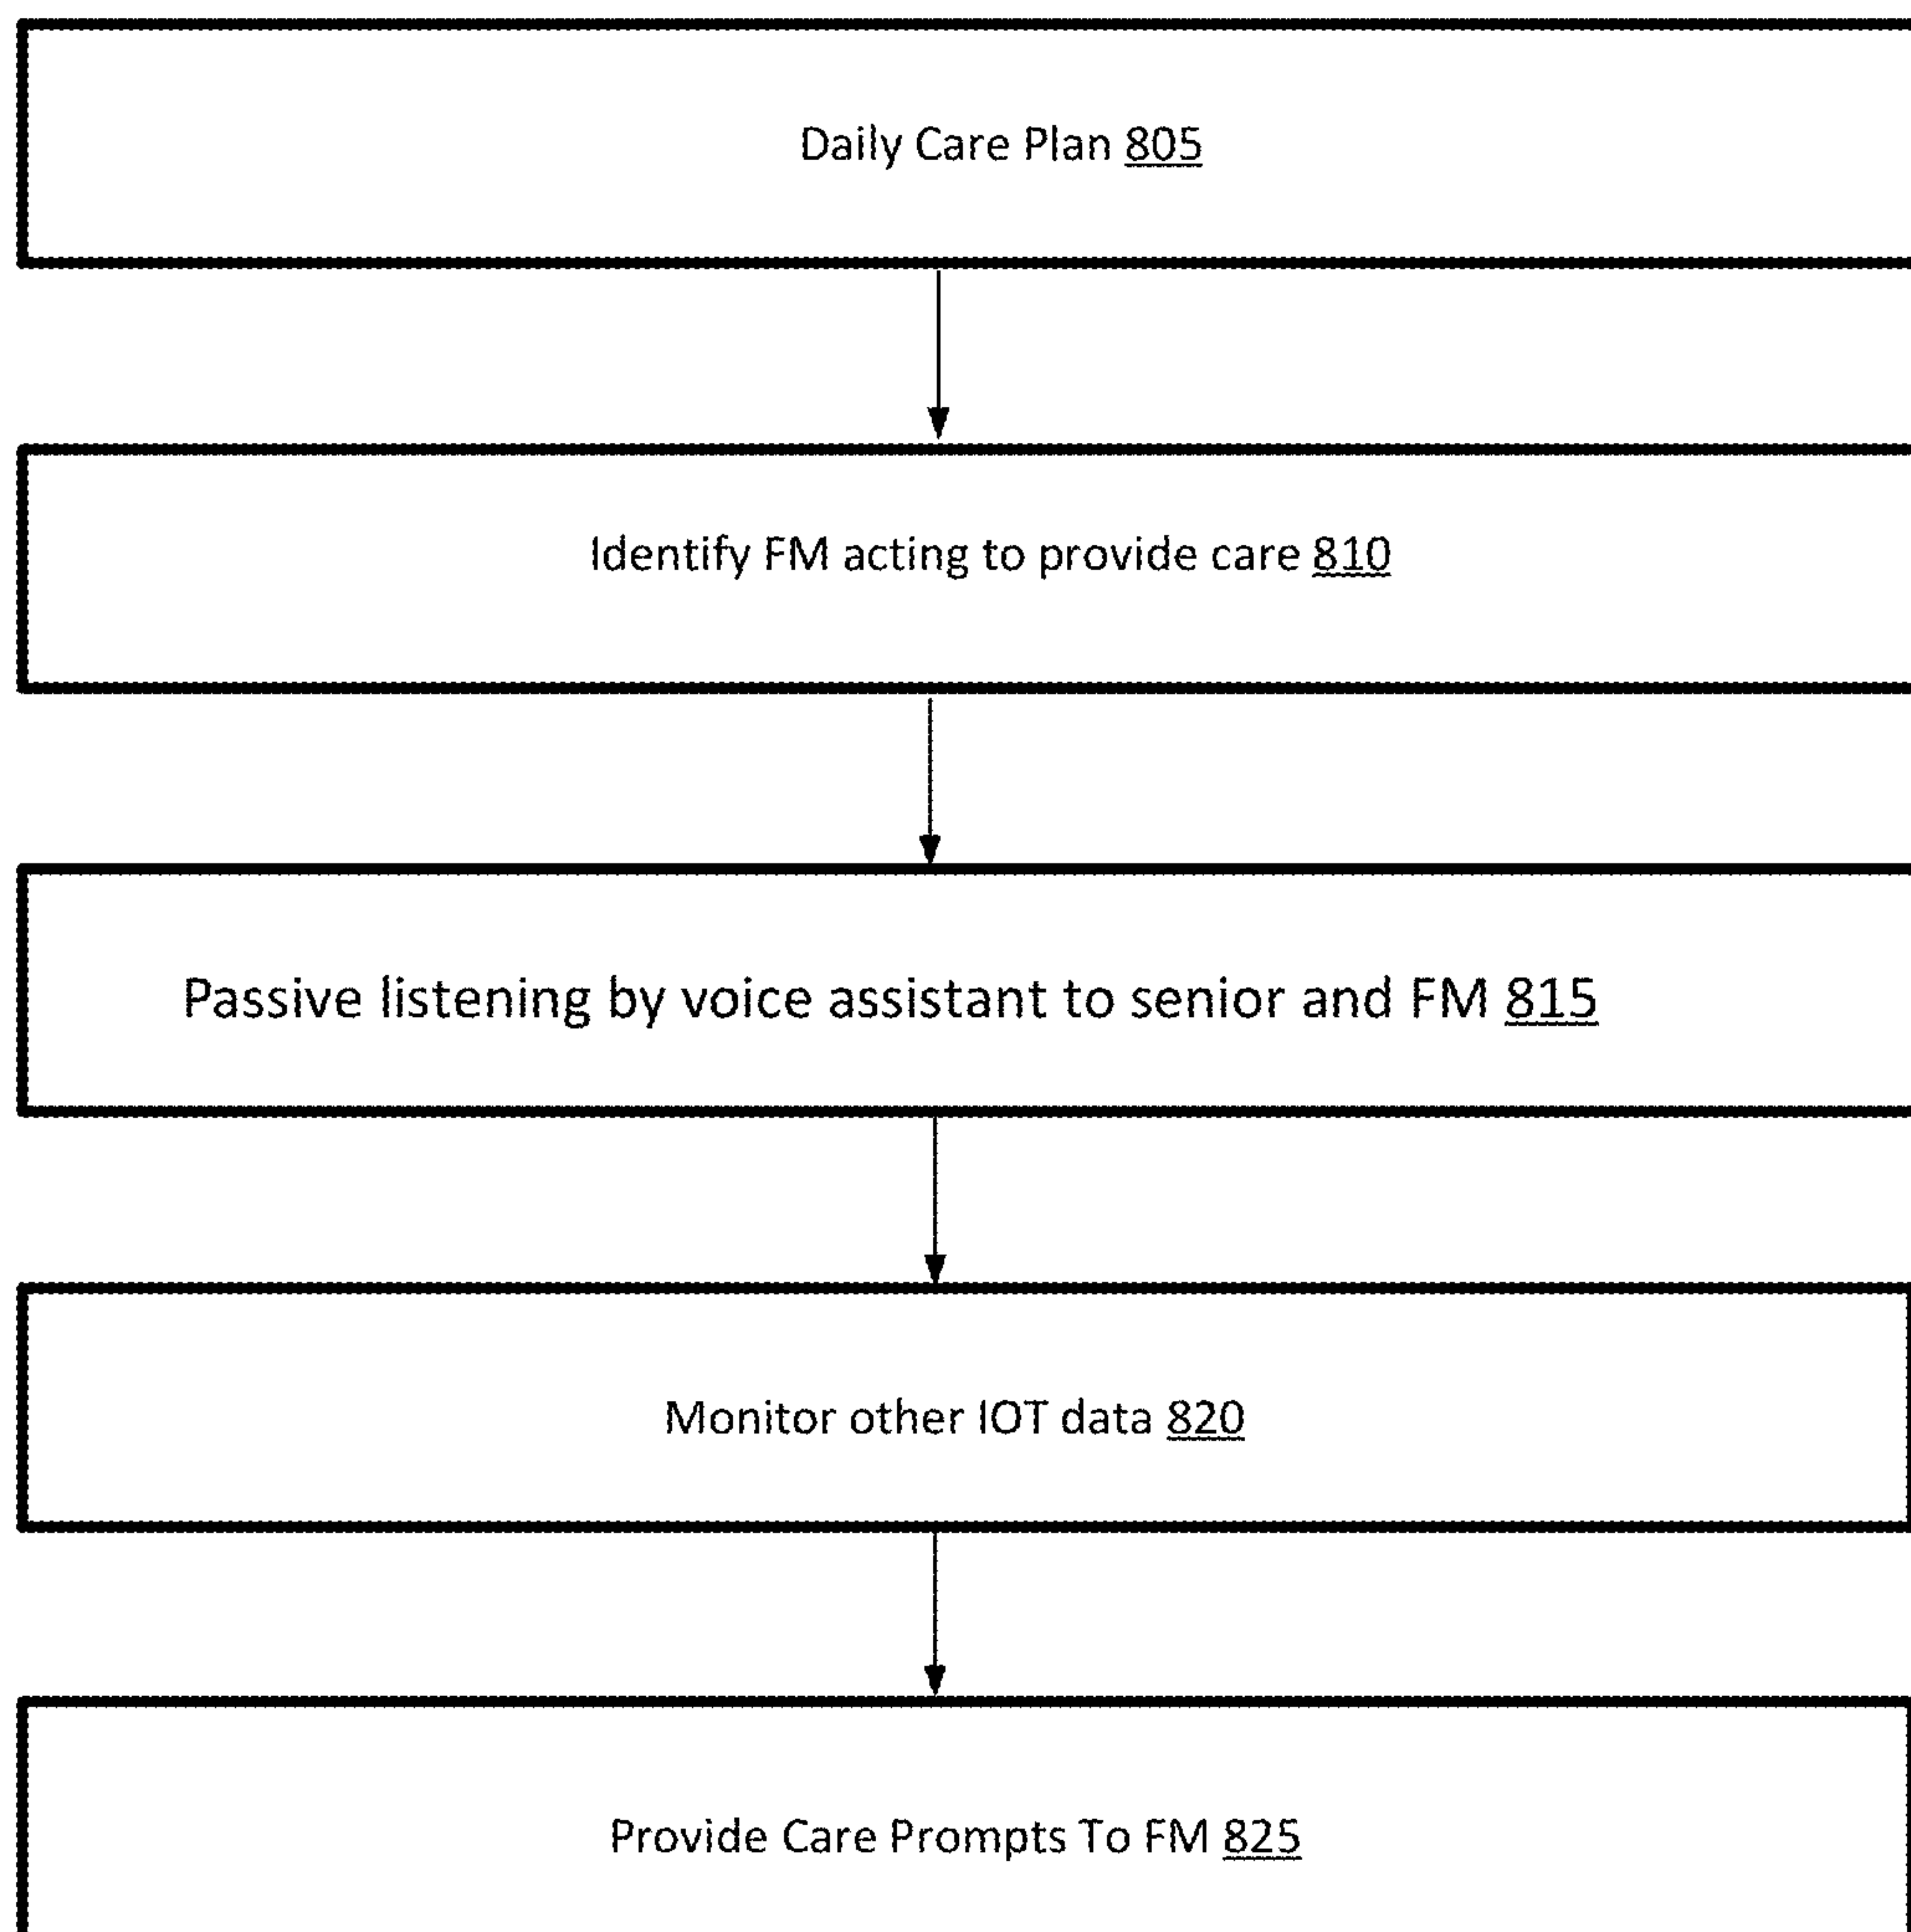 Daily Care Plan 805
Identify FM acting to provide care 810
Passive listening by voice assistant to senior and FM 815
Monitor other IOT data 820
Provide Care Prompts To FM 825